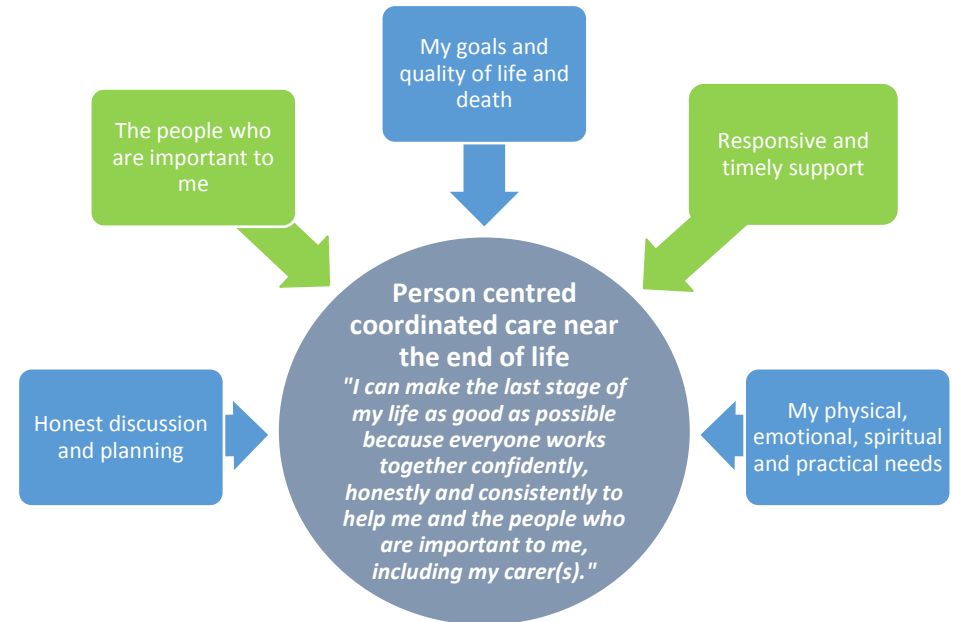 My goals and
quality of life and
death
The people who
are important to
me
Responsive and
timely support
Honest discussion
and planning
My physical,
emotional, spiritual
and practical needs
Person centred
coordinated care near
the end of life
"I can make the last stage of
my life as good as possible
because everyone works
together confidently,
honestly and consistently to
help me and the people who
are important to me,
including my carer(s)."